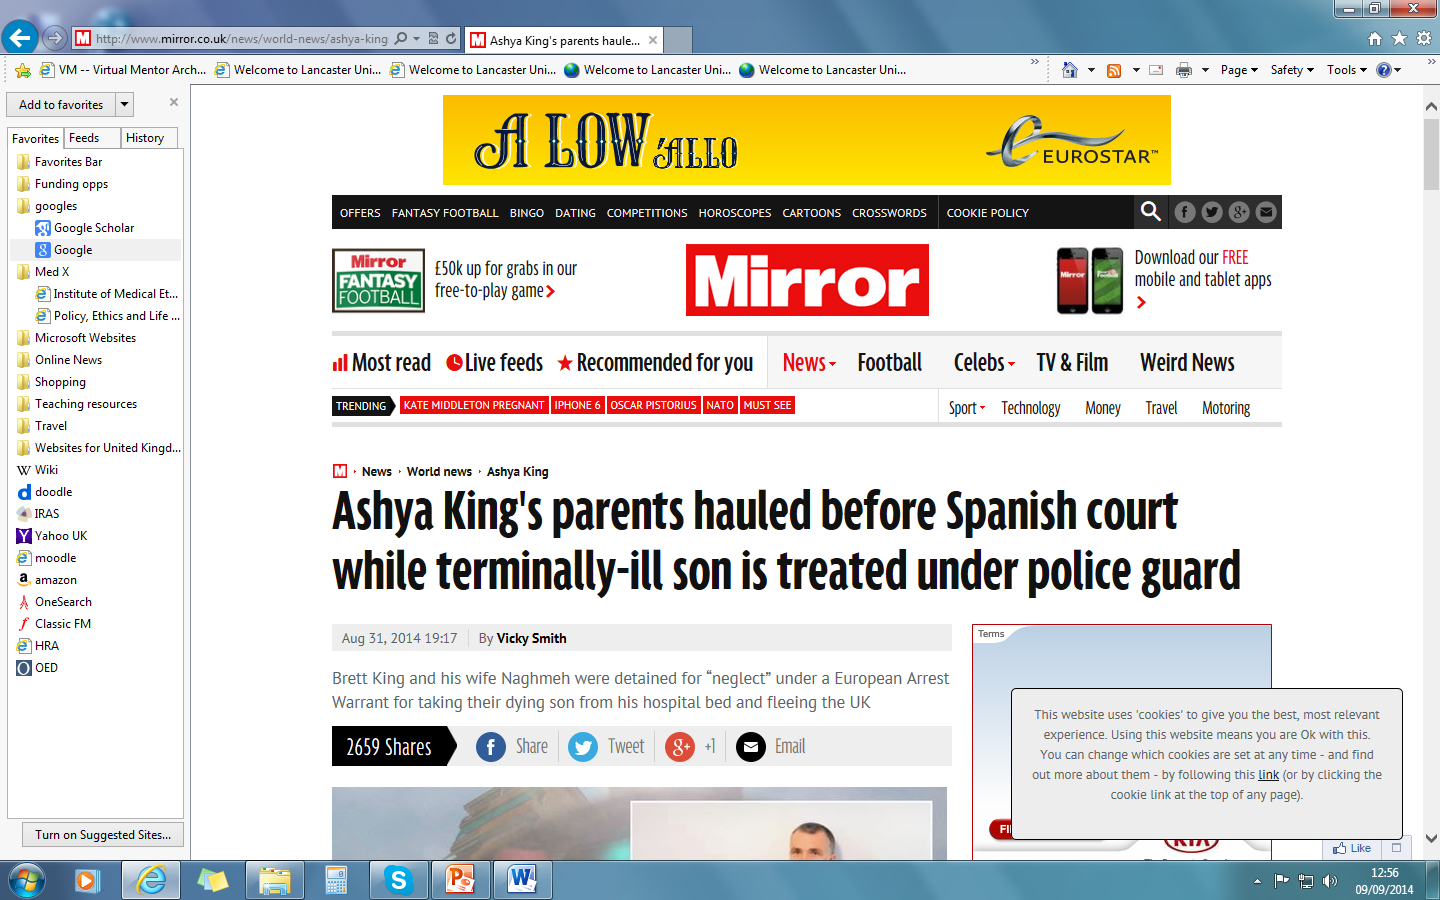 http://www.mirror.co.uk/news/world-news/ashya-king
Ashya King's parents haule...
VM -- Virtual Mentor Arch...
Welcome to Lancaster Uni...
Welcome to Lancaster Uni...
Welcome to Lancaster Uni...
Welcome to Lancaster Uni...
Page
Safety
Tools
Add to favorites
Favorites
Feeds
History
Favorites Bar
Funding opps
googles
Google Scholar
Google
Med X
Institute of Medical Et...
Policy, Ethics and Life ...
Microsoft Websites
Online News
Shopping
Teaching resources
Travel
Websites for United Kingd...
Wiki
doodle
IRAS
Yahoo UK
moodle
amazon
OneSearch
Classic FM
HRA
OED
Turn on Suggested Sites...
A LOW 'ALLO
EUROSTAR™
OFFERS FANTASY FOOTBALL BINGO DATING COMPETITIONS HOROSCOPES CARTOONS CROSSWORDS COOKIE POLICY
Mirror
FANTASY
FOOTBALL
£50k up for grabs in our
free-to-play game
Mirror
Download our FREE
mobile and tablet apps
Most read Live feeds Recommended for you News Football Celebs TV & Film Weird News
TRENDING KATE MIDDLETON PREGNANT IPHONE 6 OSCAR PISTORIUS NATO MUST SEE
Sport Technology Money Travel Motoring
M News World news Ashya King
Ashya King's parents hauled before Spanish court
while terminally-ill son is treated under police guard
Aug 31, 2014 19:17 By Vicky Smith
Brett King and his wife Naghmeh were detained for “neglect” under a European Arrest
Warrant for taking their dying son from his hospital bed and fleeing the UK
2659 Shares Share Tweet +1 Email
Terms
This website uses 'cookies' to give you the best, most relevant
experience. Using this website means you are Ok with this.
You can change which cookies are set at any time - and find
out more about them - by following this link (or by clicking the
cookie link at the top of any page).
Like
12:56
09/09/2014